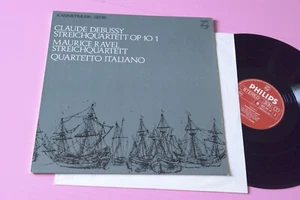 CLAUDE DEBUSSY
STREICHQUARTETT OP 10 1
MAURICE RAVEL
STREICHQUARTETT
QUARTETTO ITALIANO
PHILIPS